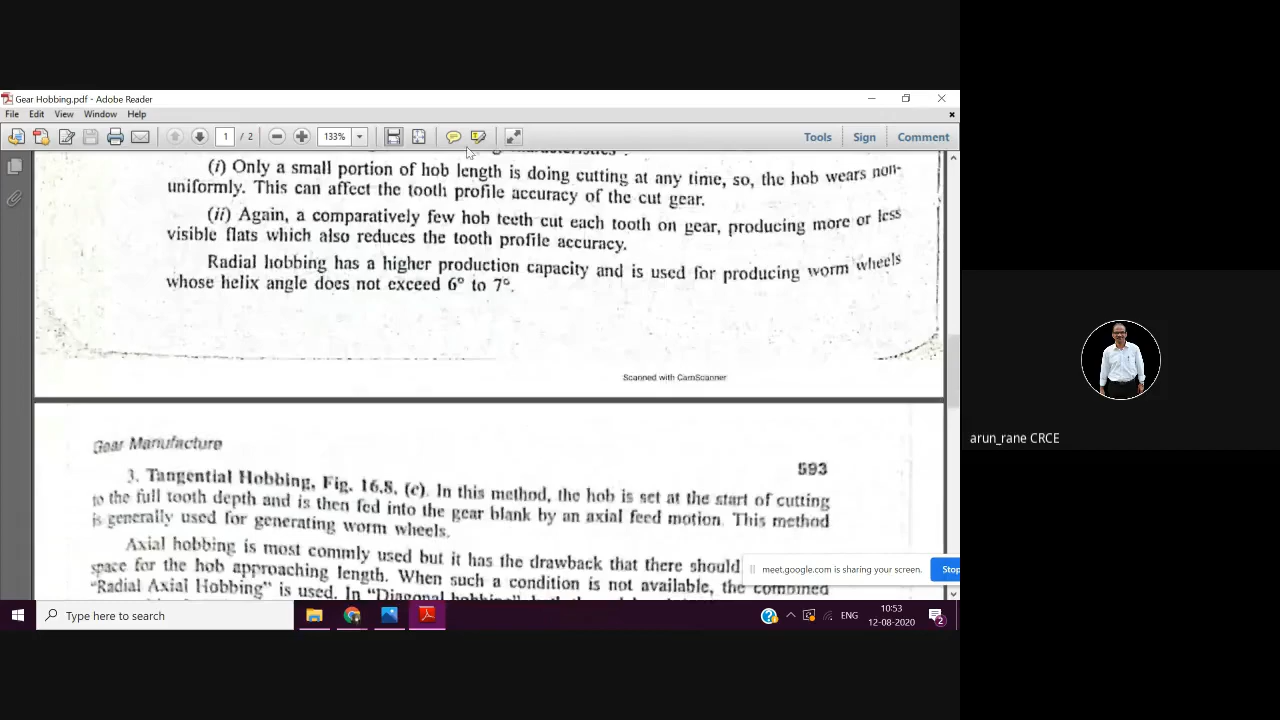 Gear Hobbing.pdf - Adobe Reader
File Edit View Window Help
1 / 2 133% Tools Sign Comment
characteristics :
(i) Only a small portion of hob length is doing cutting at any time, so, the hob wears non-
uniformly. This can affect the tooth profile accuracy of the cut gear.
(ii) Again, a comparatively few hob teeth cut each tooth on gear, producing more or less
visible flats which also reduces the tooth profile accuracy.
Radial hobbing has a higher production capacity and is used for producing worm wheels
whose helix angle does not exceed 6° to 7°.
Scanned with CamScanner
Gear Manufacture
593
3. Tangential Hobbing, Fig. 16.8, (c). In this method, the hob is set at the start of cutting
to the full tooth depth and is then fed into the gear blank by an axial feed motion. This method
is generally used for generating worm wheels.
Axial hobbing is most commly used but it has the drawback that there should
space for the hob approaching length. When such a condition is not available, the combined
"Radial Axial Hobbing" is used. In "Diagonal hobbing"
meet.google.com is sharing your screen.
Stop
arun_rane CRCE
Type here to search
ENG
10:53
12-08-2020
2